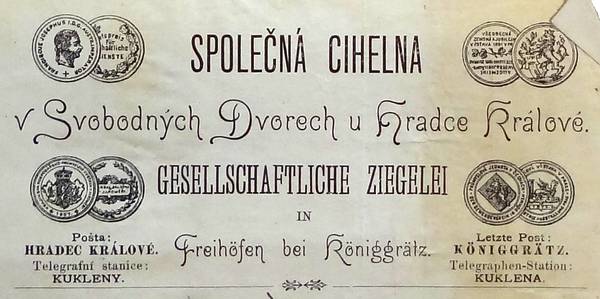 SPOLEČNÁ CIHELNA
v Svobodných Dvorech u Hradce Králové.
GESELLSCHAFTLICHE ZIEGELEI
IN
Freihöfen bei Königgrätz.
Pošta:
HRADEC KRÁLOVÉ.
Telegrafní stanice:
KUKLENY.
Letzte Post:
KÖNIGGRÄTZ.
Telegraphen-Station:
KUKLENA.